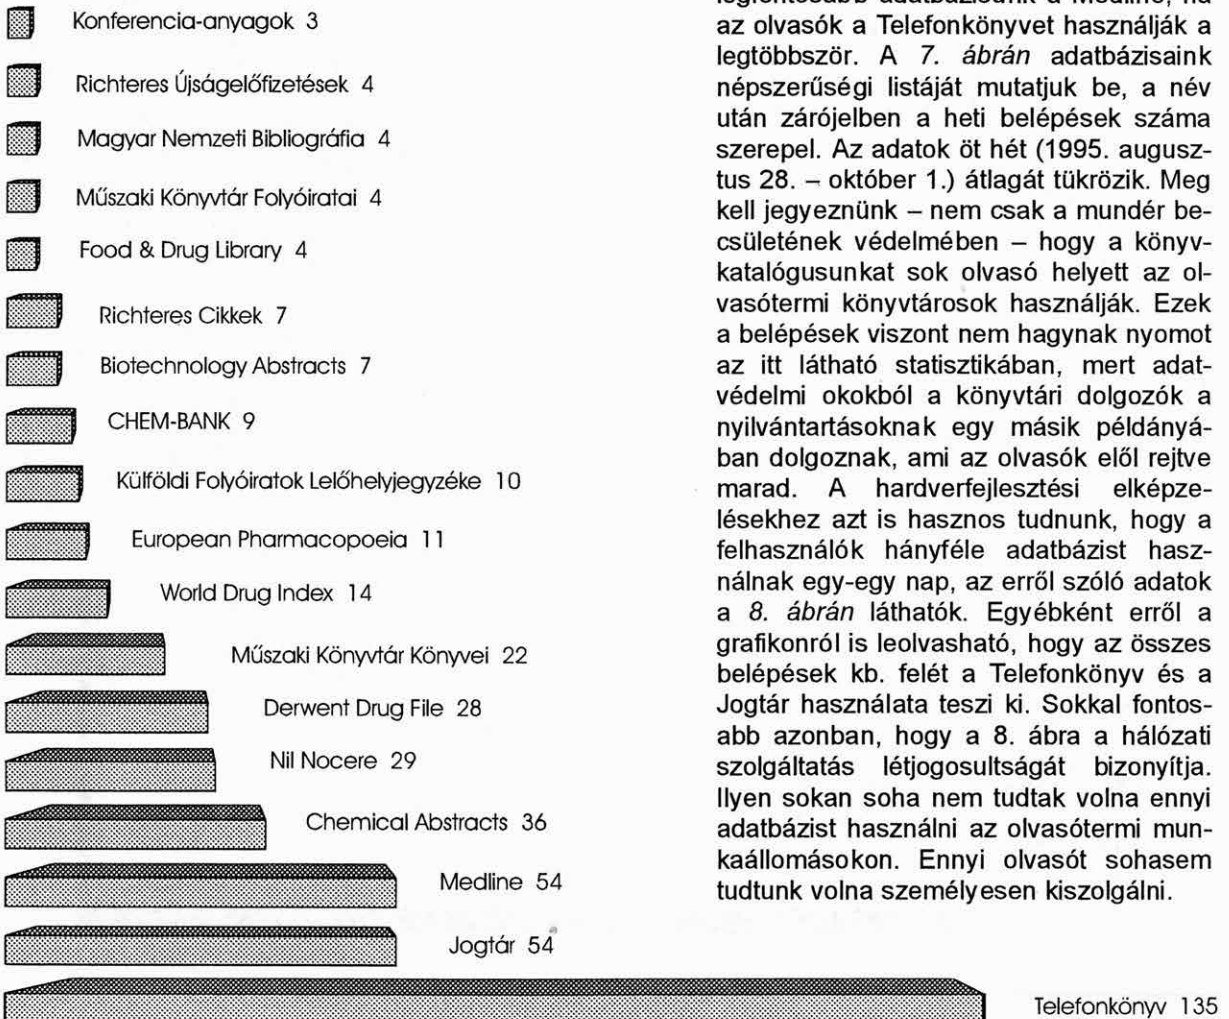 Konferencia-anyagok 3
Richteres Újságelőfizetések 4
Magyar Nemzeti Bibliográfia 4
Műszaki Könyvtár Folyóiratai 4
Food & Drug Library 4
Richteres Cikkek 7
Biotechnology Abstracts 7
CHEM-BANK 9
Külföldi Folyóiratok Lelőhelyjegyzéke 10
European Pharmacopoeia 11
World Drug Index 14
Műszaki Könyvtár Könyvei 22
Derwent Drug File 28
Nil Nocere 29
Chemical Abstracts 36
Medline 54
Jogtár 54
Telefonkönyv 135
legfontosabb adatbázisunk a Medline, ha
az olvasók a Telefonkönyvet használják a
legtöbbször. A 7. ábrán adatbázisaink
népszerűségi listáját mutatjuk be, a név
után zárójelben a heti belépések száma
szerepel. Az adatok öt hét (1995. augusz-
tus 28. – október 1.) átlagát tükrözik. Meg
kell jegyeznünk – nem csak a mundér be-
csületének védelmében – hogy a könyv-
katalógusunkat sok olvasó helyett az ol-
vasótermi könyvtárosok használják. Ezek
a belépések viszont nem hagynak nyomot
az itt látható statisztikában, mert adat-
védelmi okokból a könyvtári dolgozók a
nyilvántartásoknak egy másik példányá-
ban dolgoznak, ami az olvasók elől rejtve
marad. A hardverfejlesztési elképze-
lésekhez azt is hasznos tudnunk, hogy a
felhasználók hányféle adatbázist hasz-
nálnak egy-egy nap, az erről szóló adatok
a 8. ábrán láthatók. Egyébként erről a
grafikonról is leolvasható, hogy az összes
belépések kb. felét a Telefonkönyv és a
Jogtár használata teszi ki. Sokkal fontos-
abb azonban, hogy a 8. ábra a hálózati
szolgáltatás létjogosultságát bizonyítja.
Ilyen sokan soha nem tudtak volna ennyi
adatbázist használni az olvasótermi mun-
kaállomásokon. Ennyi olvasót sohasem
tudtunk volna személyesen kiszolgálni.